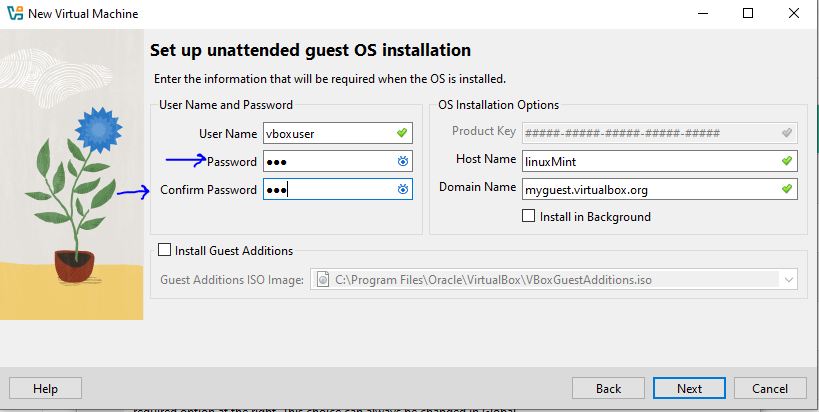 New Virtual Machine
Set up unattended guest OS installation
Enter the information that will be required when the OS is installed.
User Name and Password
User Name vboxuser
Password ●●●
Confirm Password ●●●
OS Installation Options
Product Key #####-#####-#####-#####-#####
Host Name linuxMint
Domain Name myguest.virtualbox.org
Install in Background
Install Guest Additions
Guest Additions ISO Image: C:\Program Files\Oracle\VirtualBox\VBoxGuestAdditions.iso
Help Back Next Cancel
required option at the right. This choice can always be changed in Global